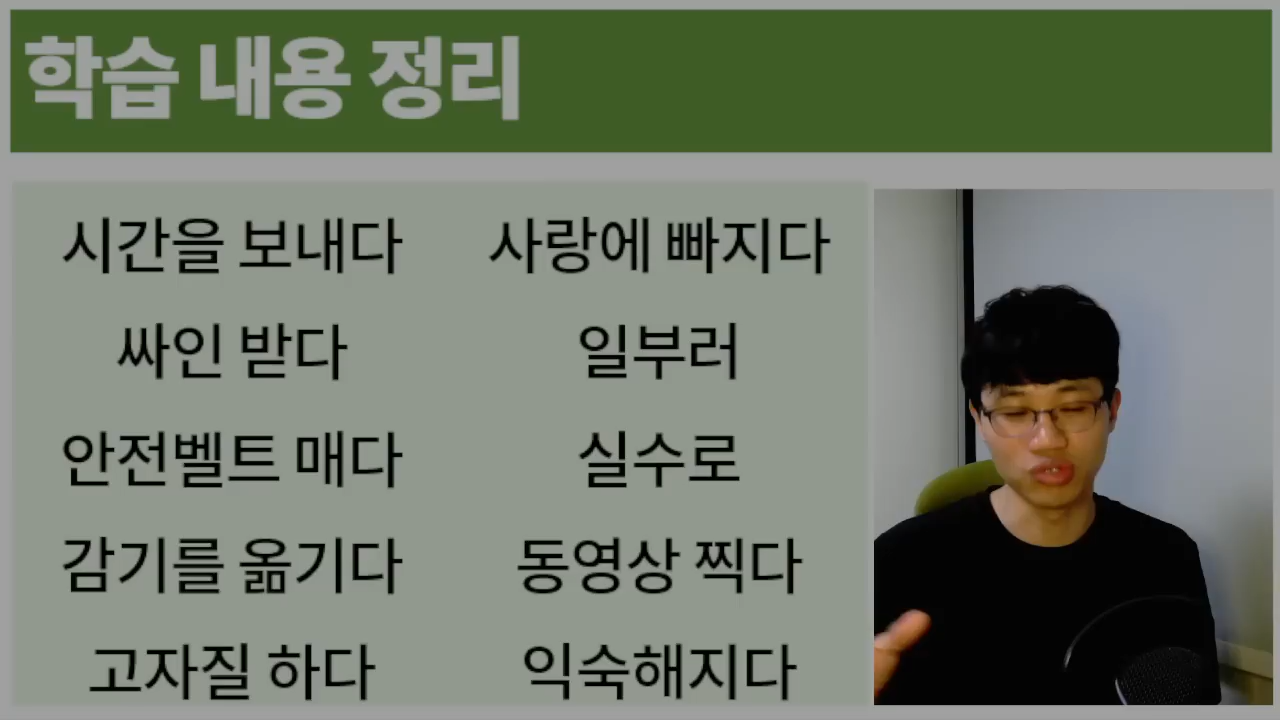 학습 내용 정리
시간을 보내다
사랑에 빠지다
싸인 받다
일부러
안전벨트 매다
실수로
감기를 옮기다
동영상 찍다
고자질 하다
익숙해지다